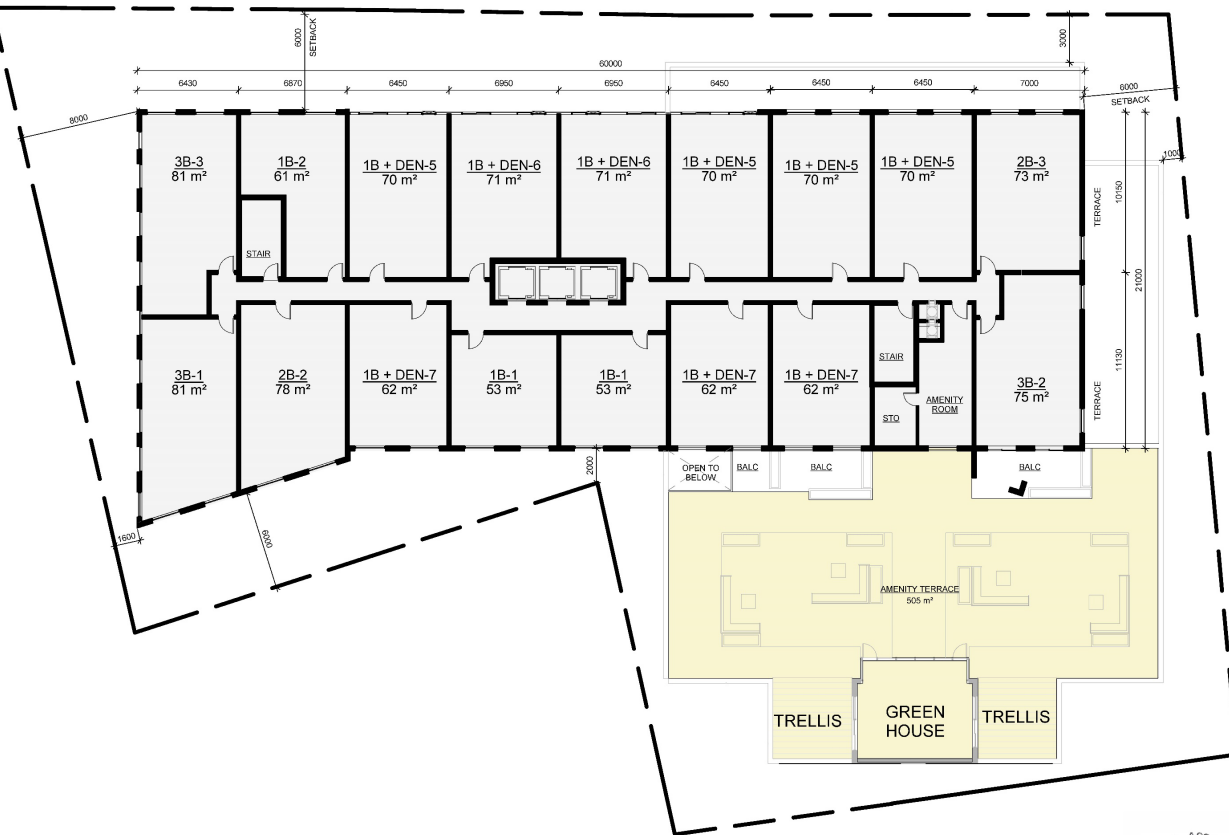 6000
SETBACK
3000
60000
6430
6870
6450
6950
6950
6450
6450
6450
7000
6000
SETBACK
8000
1000
3B-3
81 m²
1B-2
61 m²
1B + DEN-5
70 m²
1B + DEN-6
71 m²
1B + DEN-6
71 m²
1B + DEN-5
70 m²
1B + DEN-5
70 m²
1B + DEN-5
70 m²
2B-3
73 m²
TERRACE
10150
21000
STAIR
3B-1
81 m²
2B-2
78 m²
1B + DEN-7
62 m²
1B-1
53 m²
1B-1
53 m²
1B + DEN-7
62 m²
1B + DEN-7
62 m²
STAIR
STO
AMENITY
ROOM
3B-2
75 m²
TERRACE
11130
2000
OPEN TO
BELOW
BALC
BALC
BALC
1600
6000
AMENITY TERRACE
505 m²
TRELLIS
GREEN
HOUSE
TRELLIS